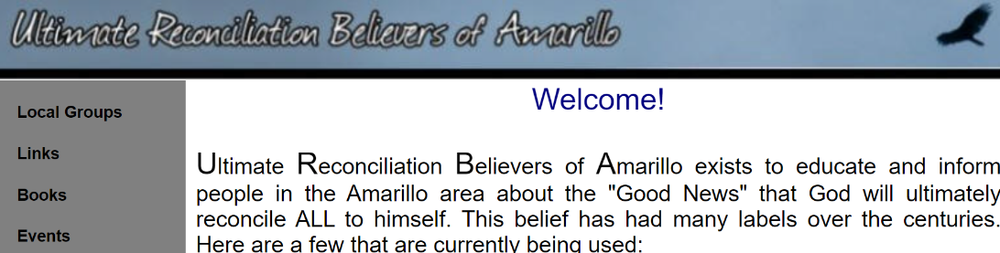 Ultimate Reconciliation Believers of Amarillo
Local Groups
Links
Books
Events
Welcome!
Ultimate Reconciliation Believers of Amarillo exists to educate and inform
people in the Amarillo area about the "Good News" that God will ultimately
reconcile ALL to himself. This belief has had many labels over the centuries.
Here are a few that are currently being used: